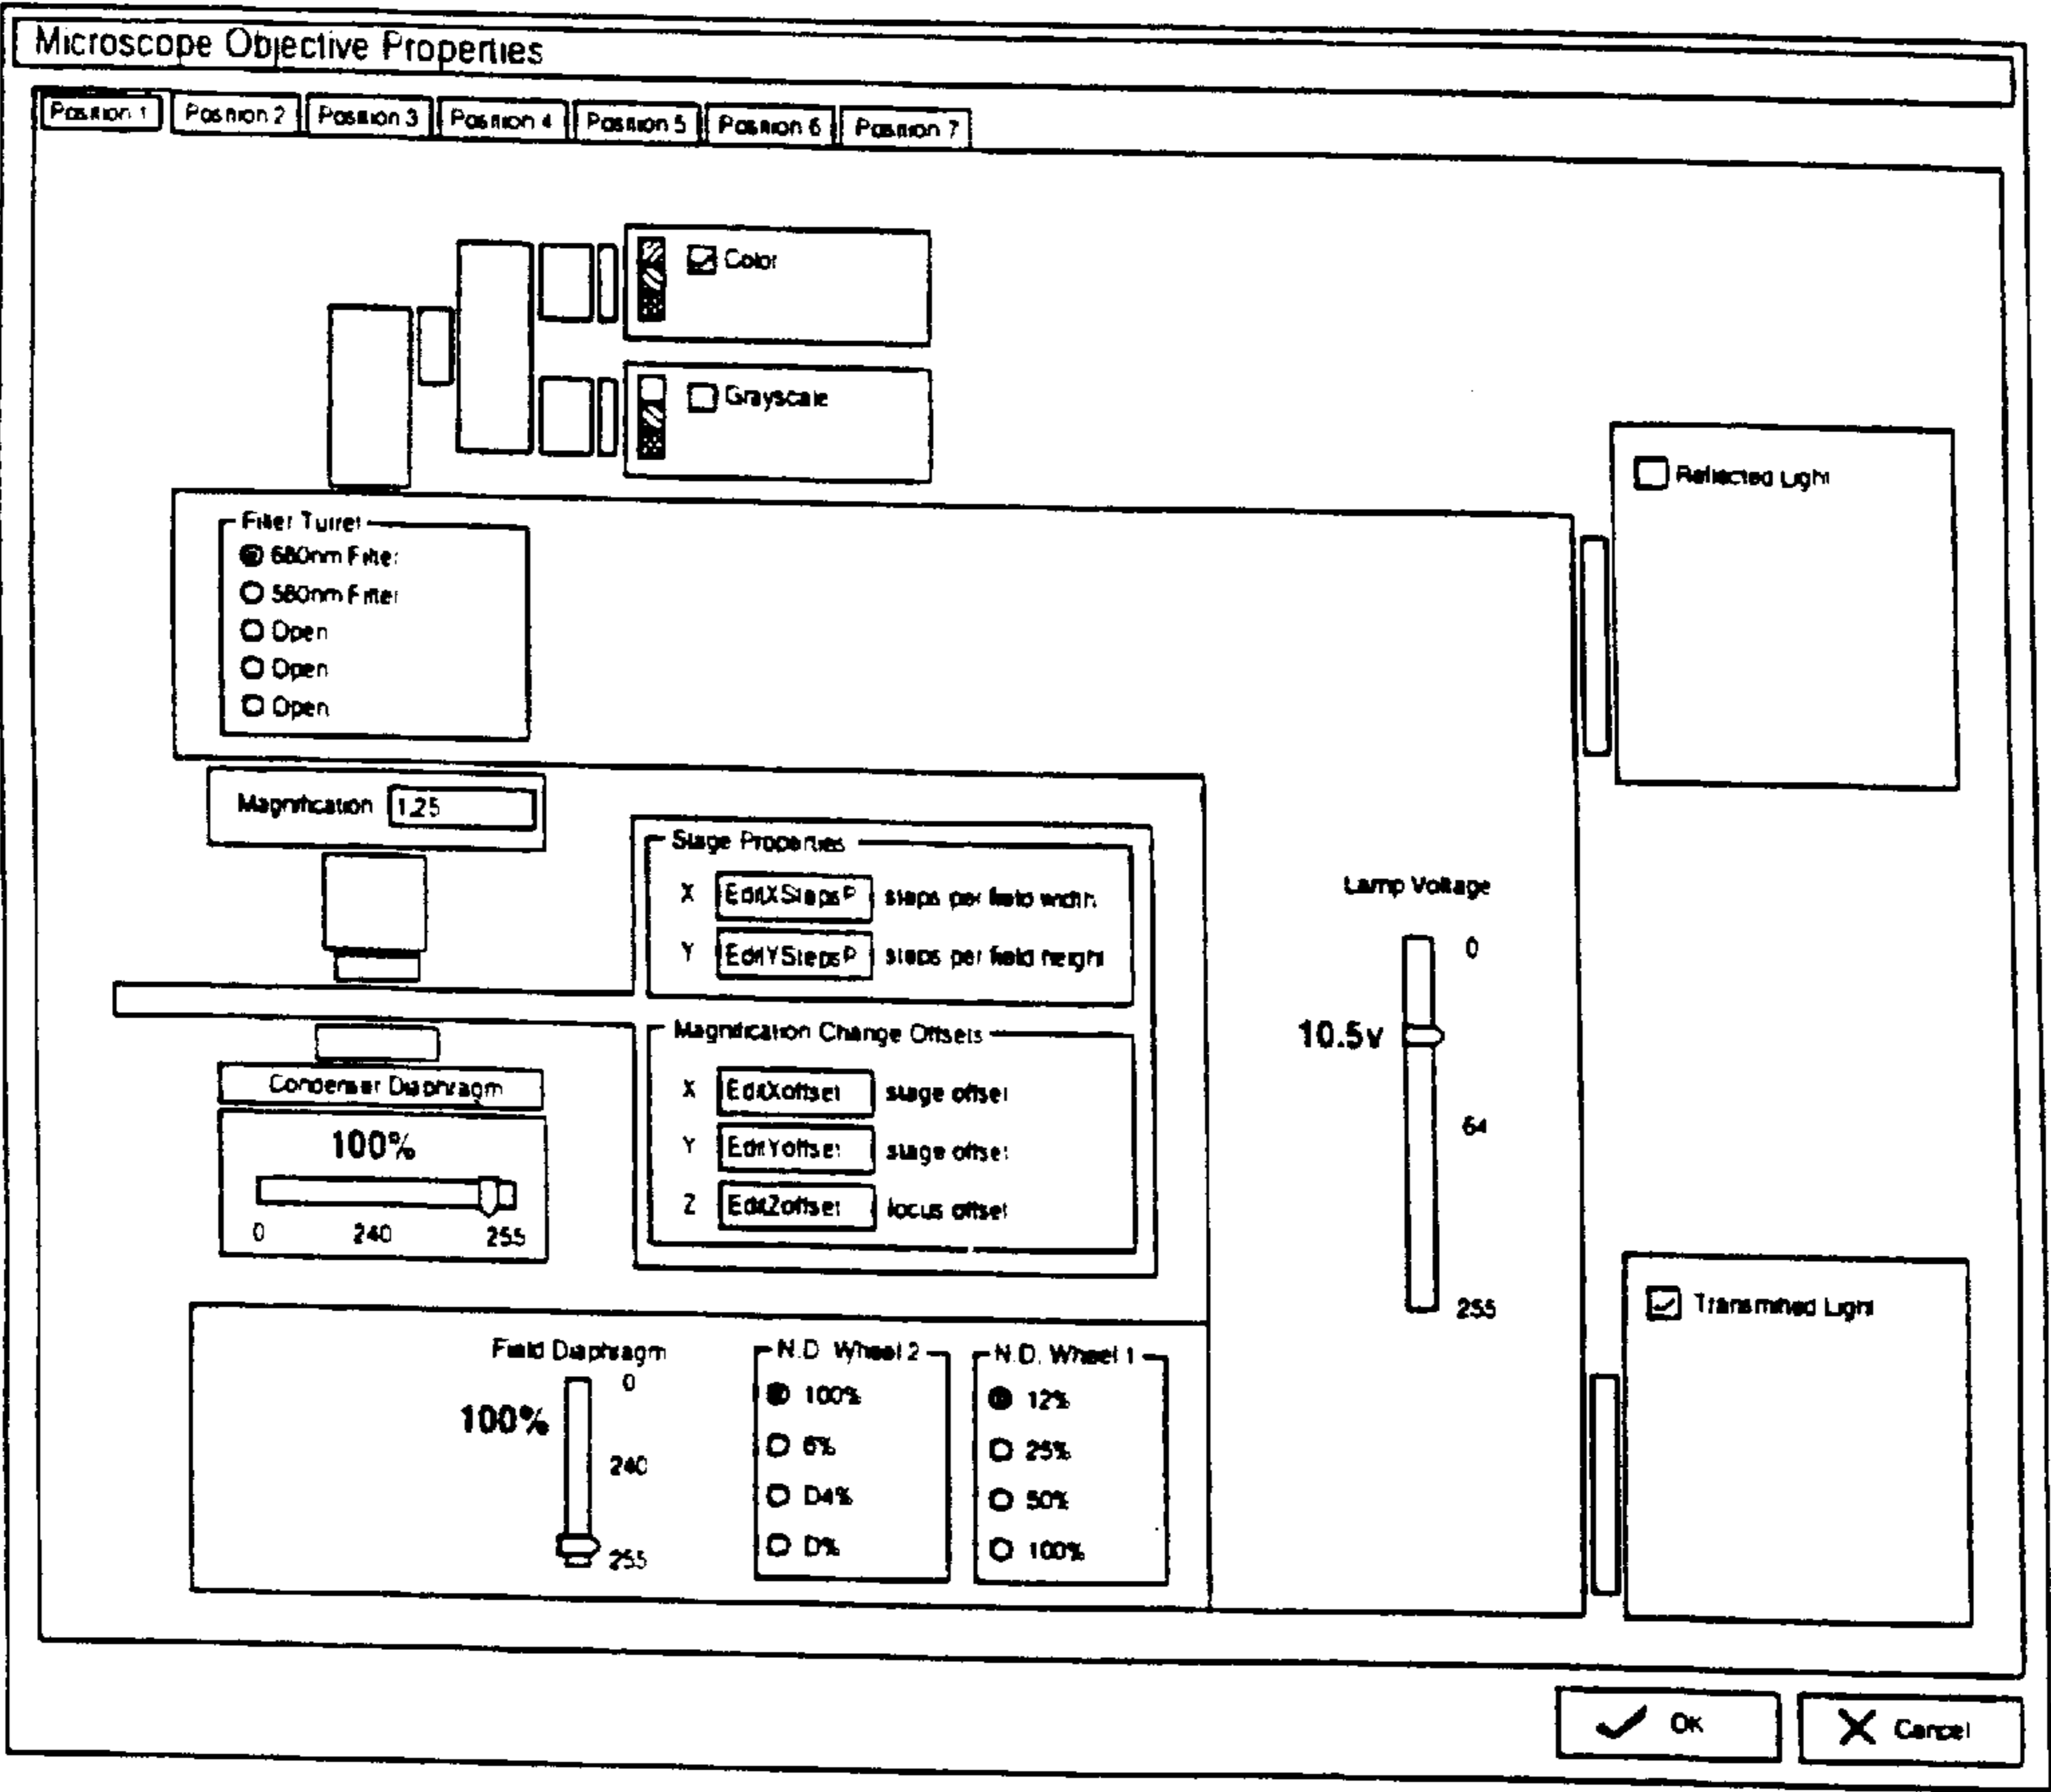 Microscope Objective Properties
Position 1 Position 2 Position 3 Position 4 Position 5 Position 6 Position 7
Color
Grayscale
Reflected Light
Filter Turret
680nm Filter
580nm Filter
Open
Open
Open
Magnification 1.25
Stage Properties
X EditXStepsP steps per field width
Y EditYStepsP steps per field height
Lamp Voltage
0
10.5v
64
255
Magnification Change Offsets
X EditXoffset stage offset
Y EditYoffset stage offset
Z EditZoffset focus offset
Condenser Diaphragm
100%
0 240 255
Transmitted Light
Field Diaphragm
0
100%
240
255
N.D. Wheel 2
100%
6%
D4%
D%
N.D. Wheel 1
12%
25%
50%
100%
OK Cancel